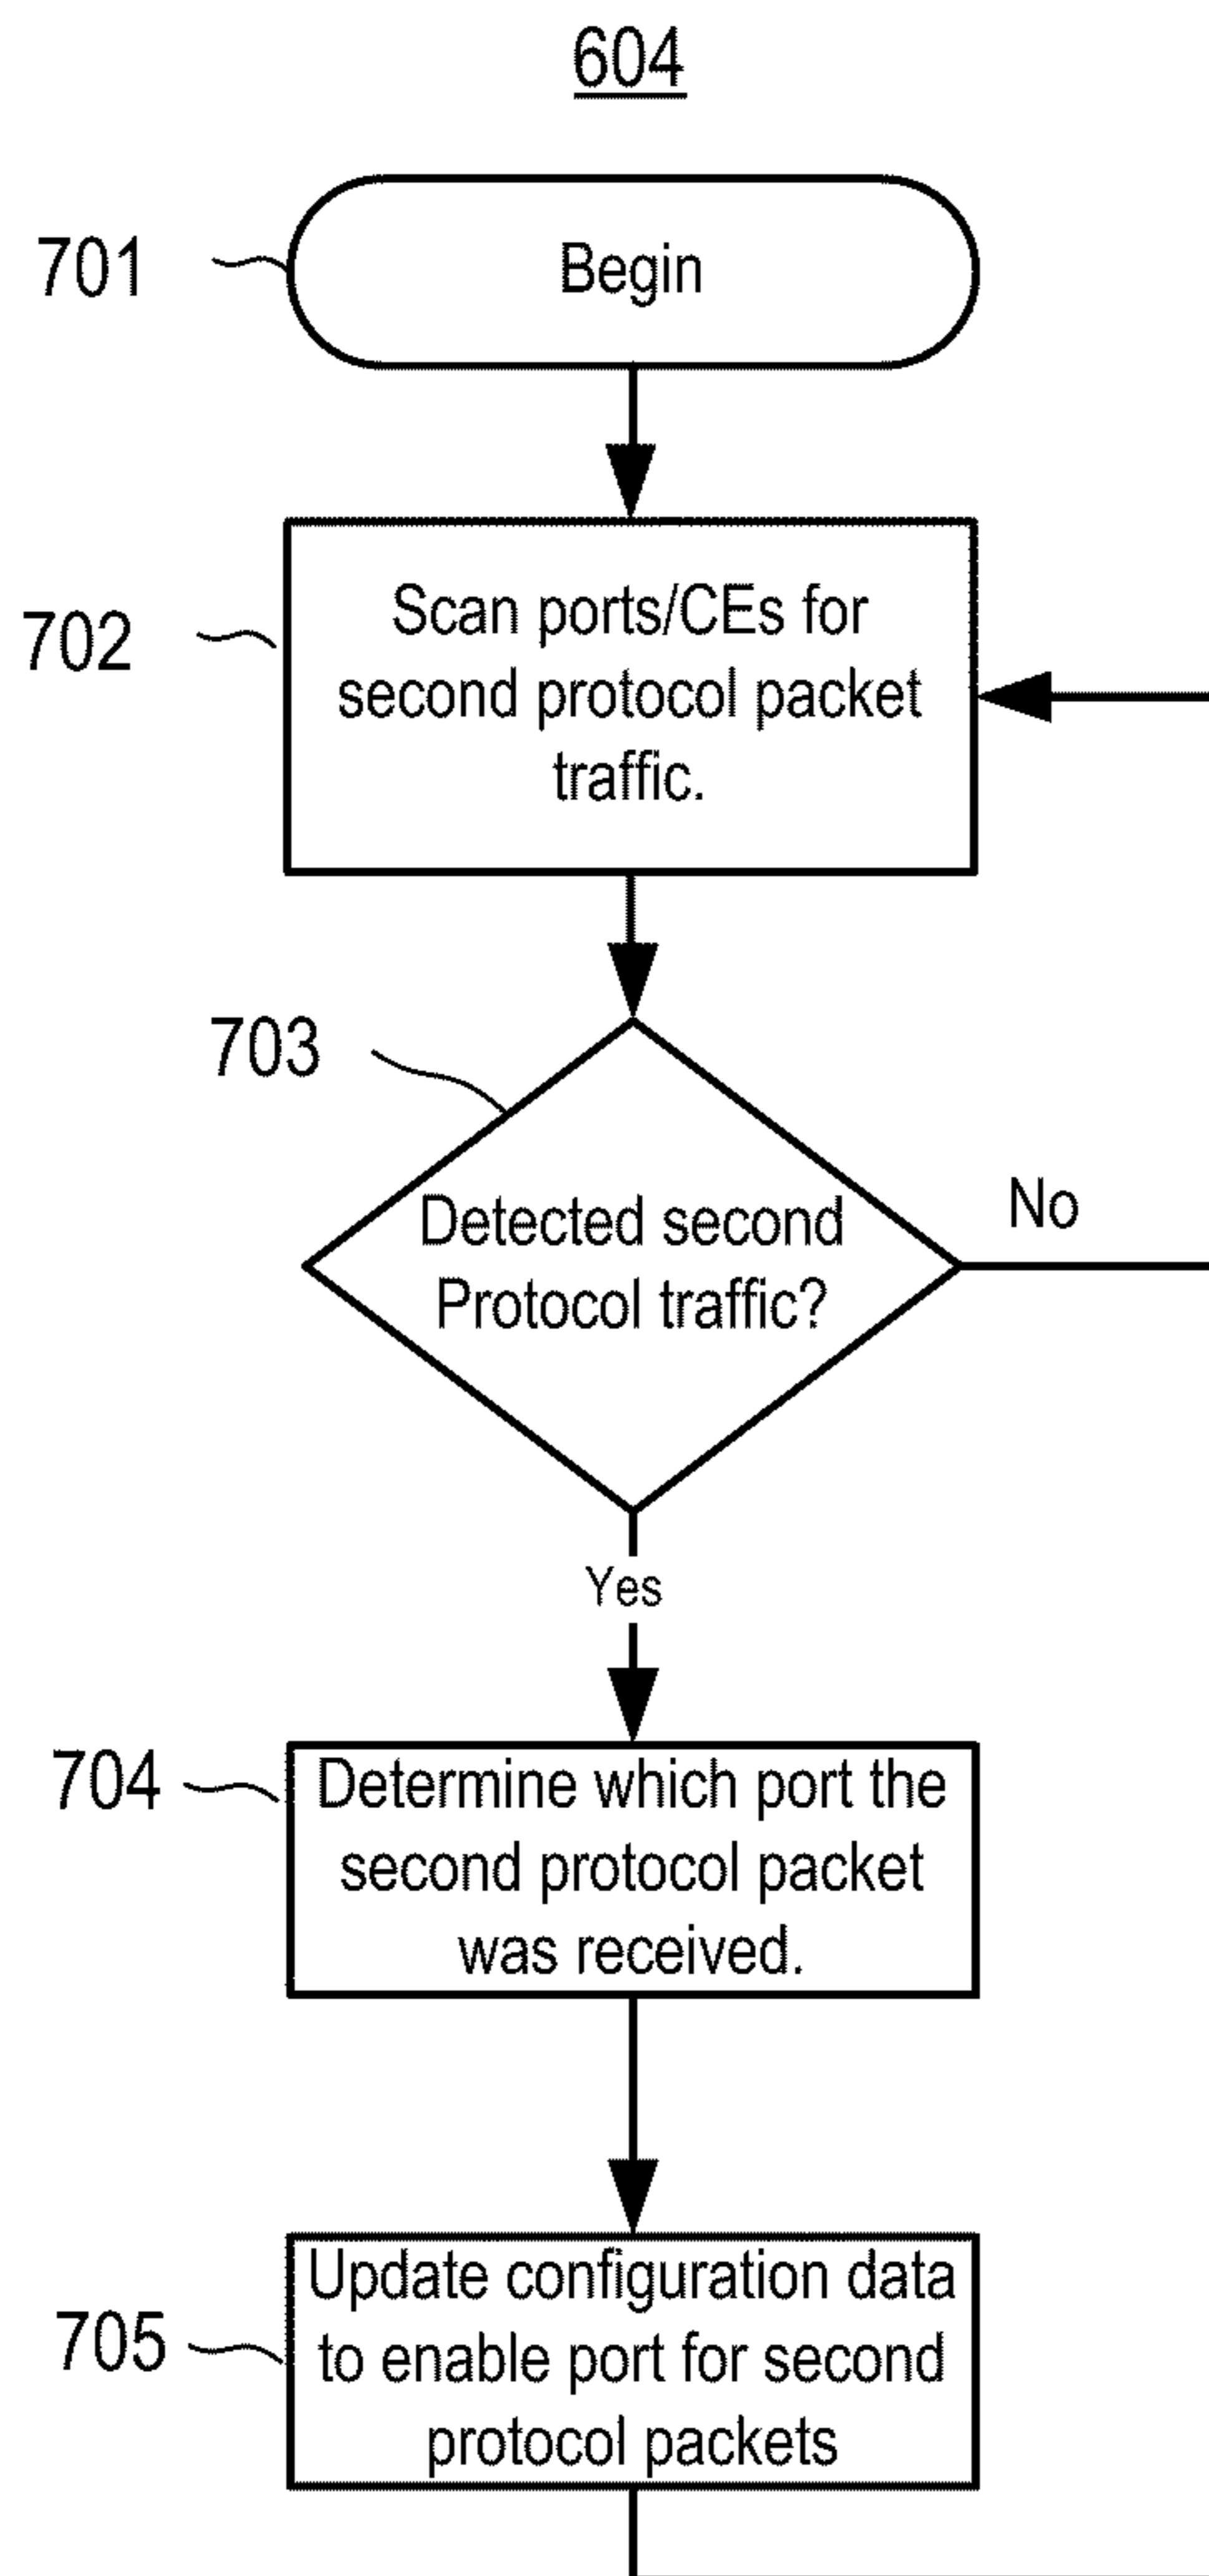 604
701
Begin
702
Scan ports/CEs for
second protocol packet
traffic.
703
Detected second
Protocol traffic?
No
Yes
704
Determine which port the
second protocol packet
was received.
705
Update configuration data
to enable port for second
protocol packets